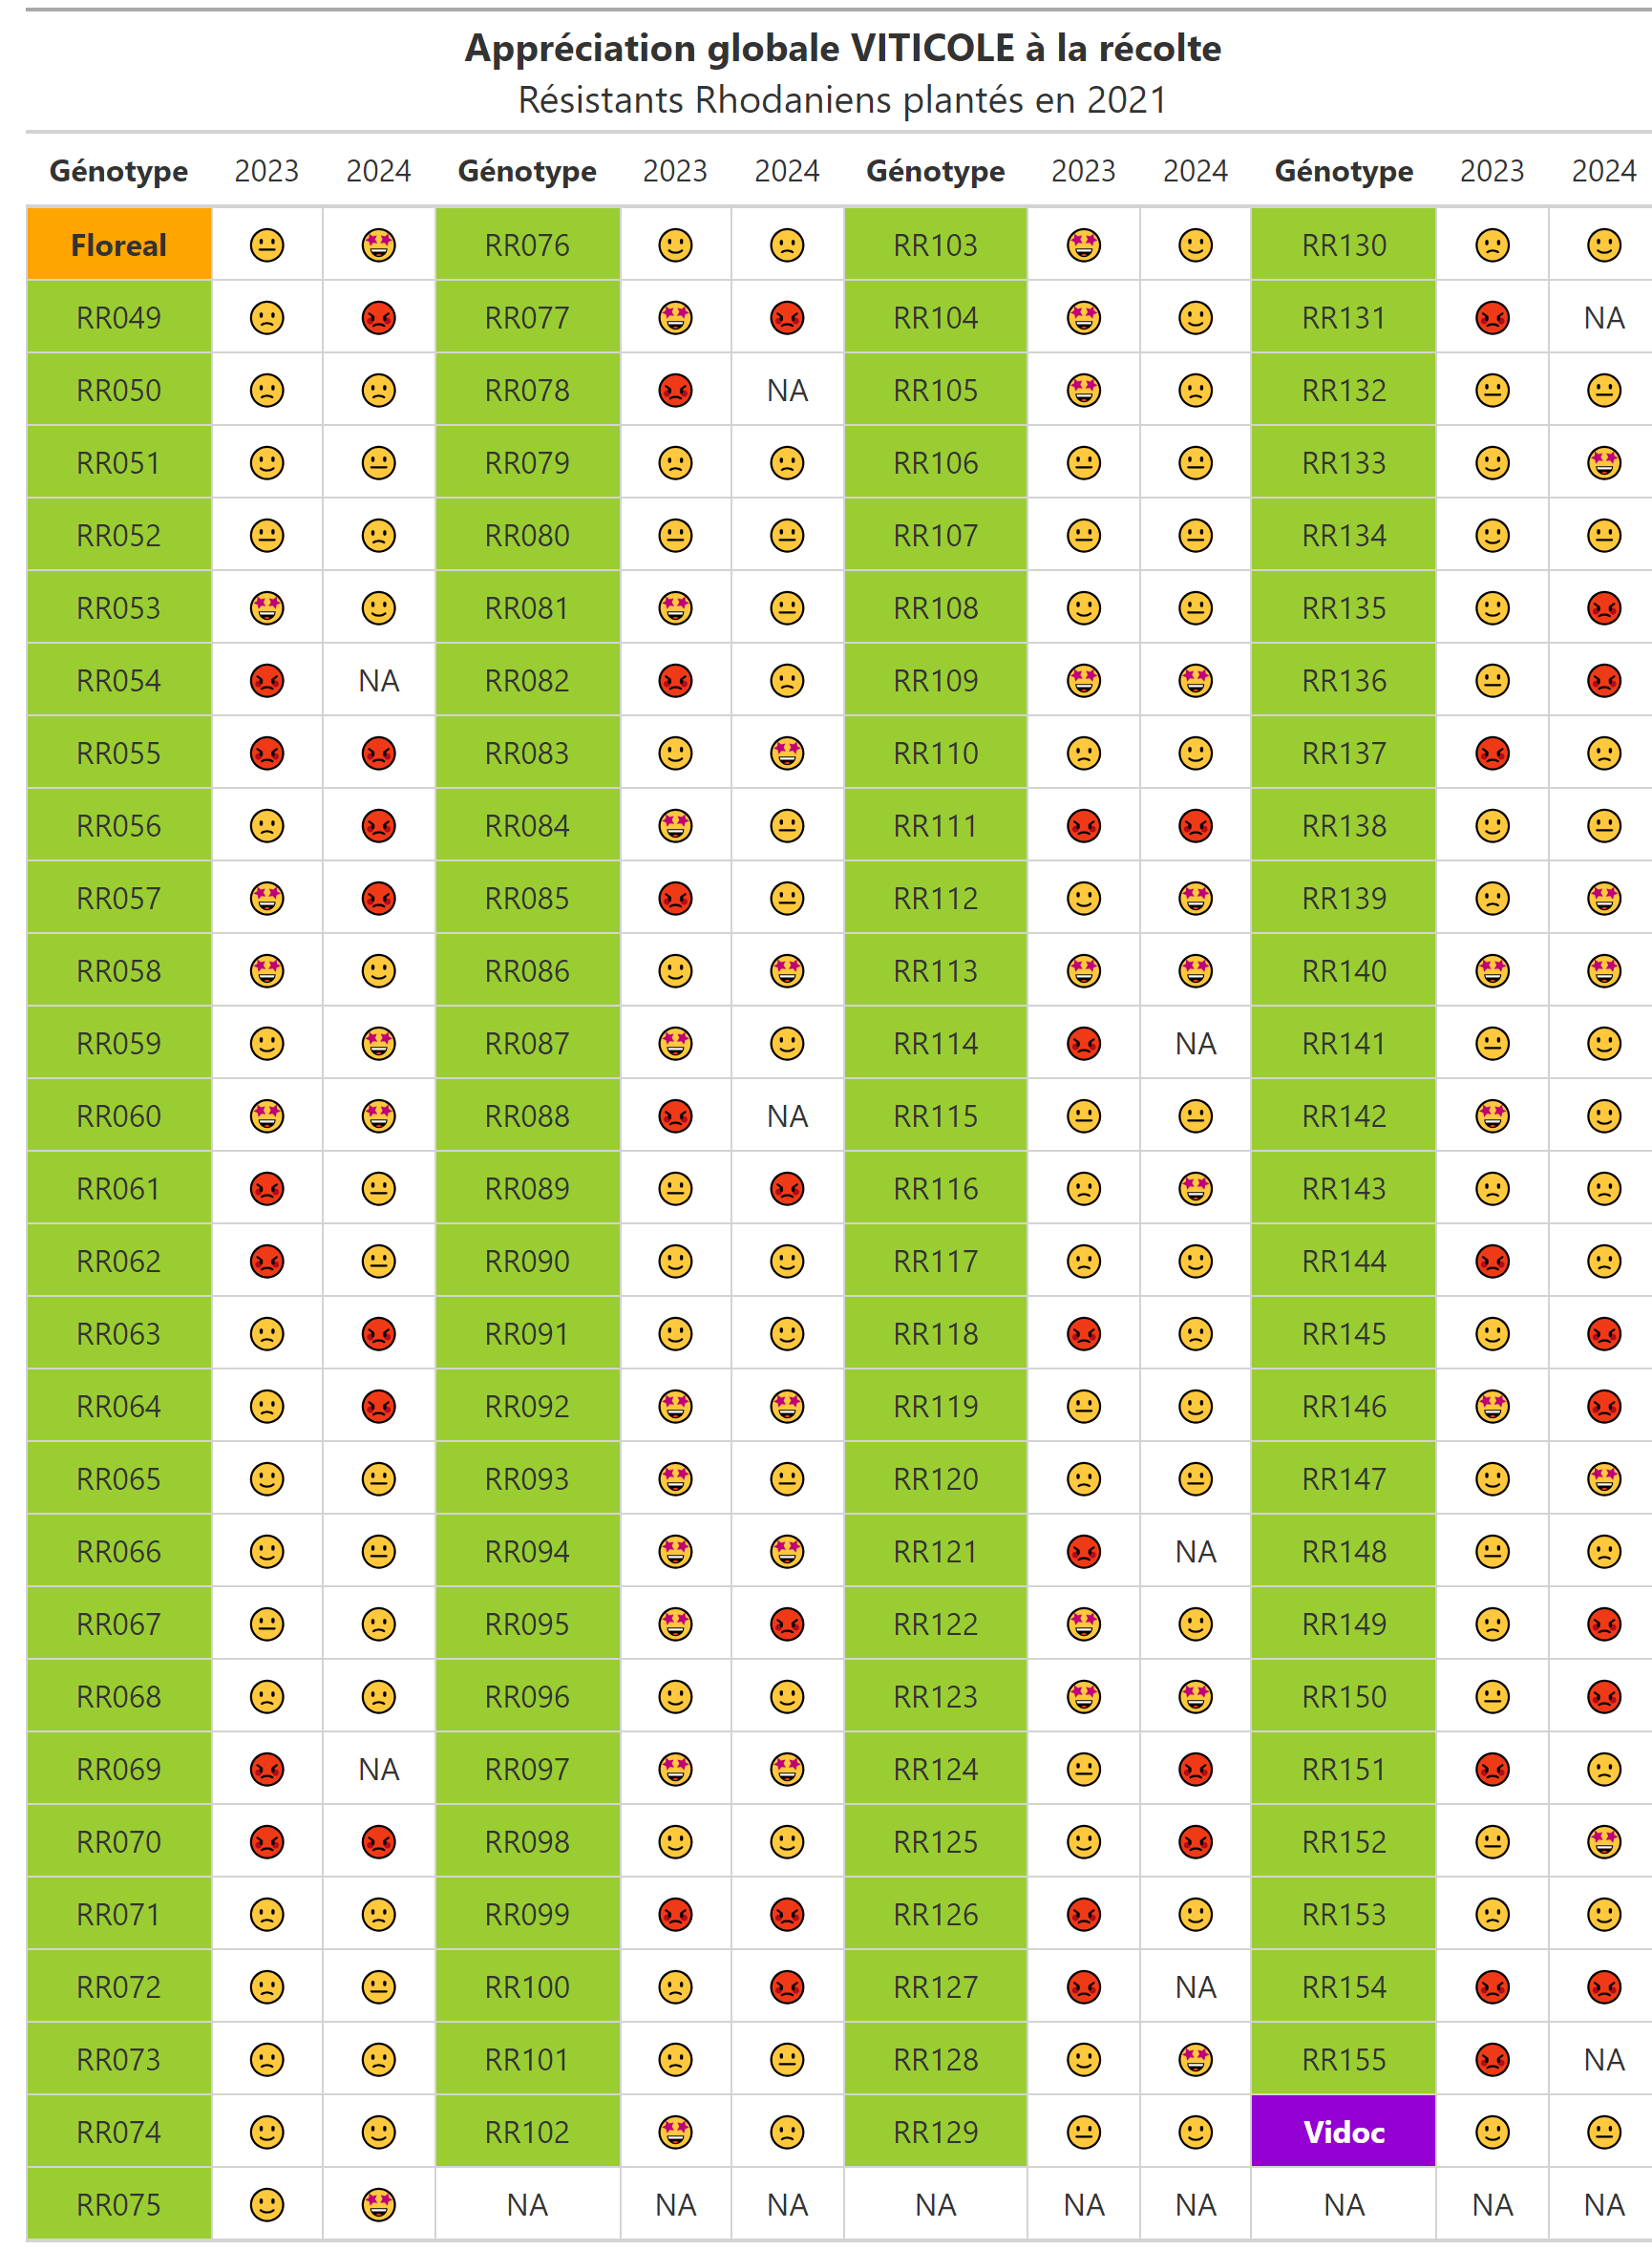 Appréciation globale VITICOLE à la récolte
Résistants Rhodaniens plantés en 2021
Génotype 2023 2024 Génotype 2023 2024 Génotype 2023 2024 Génotype 2023 2024
Floreal RR076 RR103 RR130
RR049 RR077 RR104 RR131 NA
RR050 RR078 NA RR105 RR132
RR051 RR079 RR106 RR133
RR052 RR080 RR107 RR134
RR053 RR081 RR108 RR135
RR054 NA RR082 RR109 RR136
RR055 RR083 RR110 RR137
RR056 RR084 RR111 RR138
RR057 RR085 RR112 RR139
RR058 RR086 RR113 RR140
RR059 RR087 RR114 NA RR141
RR060 RR088 NA RR115 RR142
RR061 RR089 RR116 RR143
RR062 RR090 RR117 RR144
RR063 RR091 RR118 RR145
RR064 RR092 RR119 RR146
RR065 RR093 RR120 RR147
RR066 RR094 RR121 NA RR148
RR067 RR095 RR122 RR149
RR068 RR096 RR123 RR150
RR069 NA RR097 RR124 RR151
RR070 RR098 RR125 RR152
RR071 RR099 RR126 RR153
RR072 RR100 RR127 NA RR154
RR073 RR101 RR128 RR155 NA
RR074 RR102 RR129 Vidoc
RR075 NA NA NA NA NA NA NA NA NA